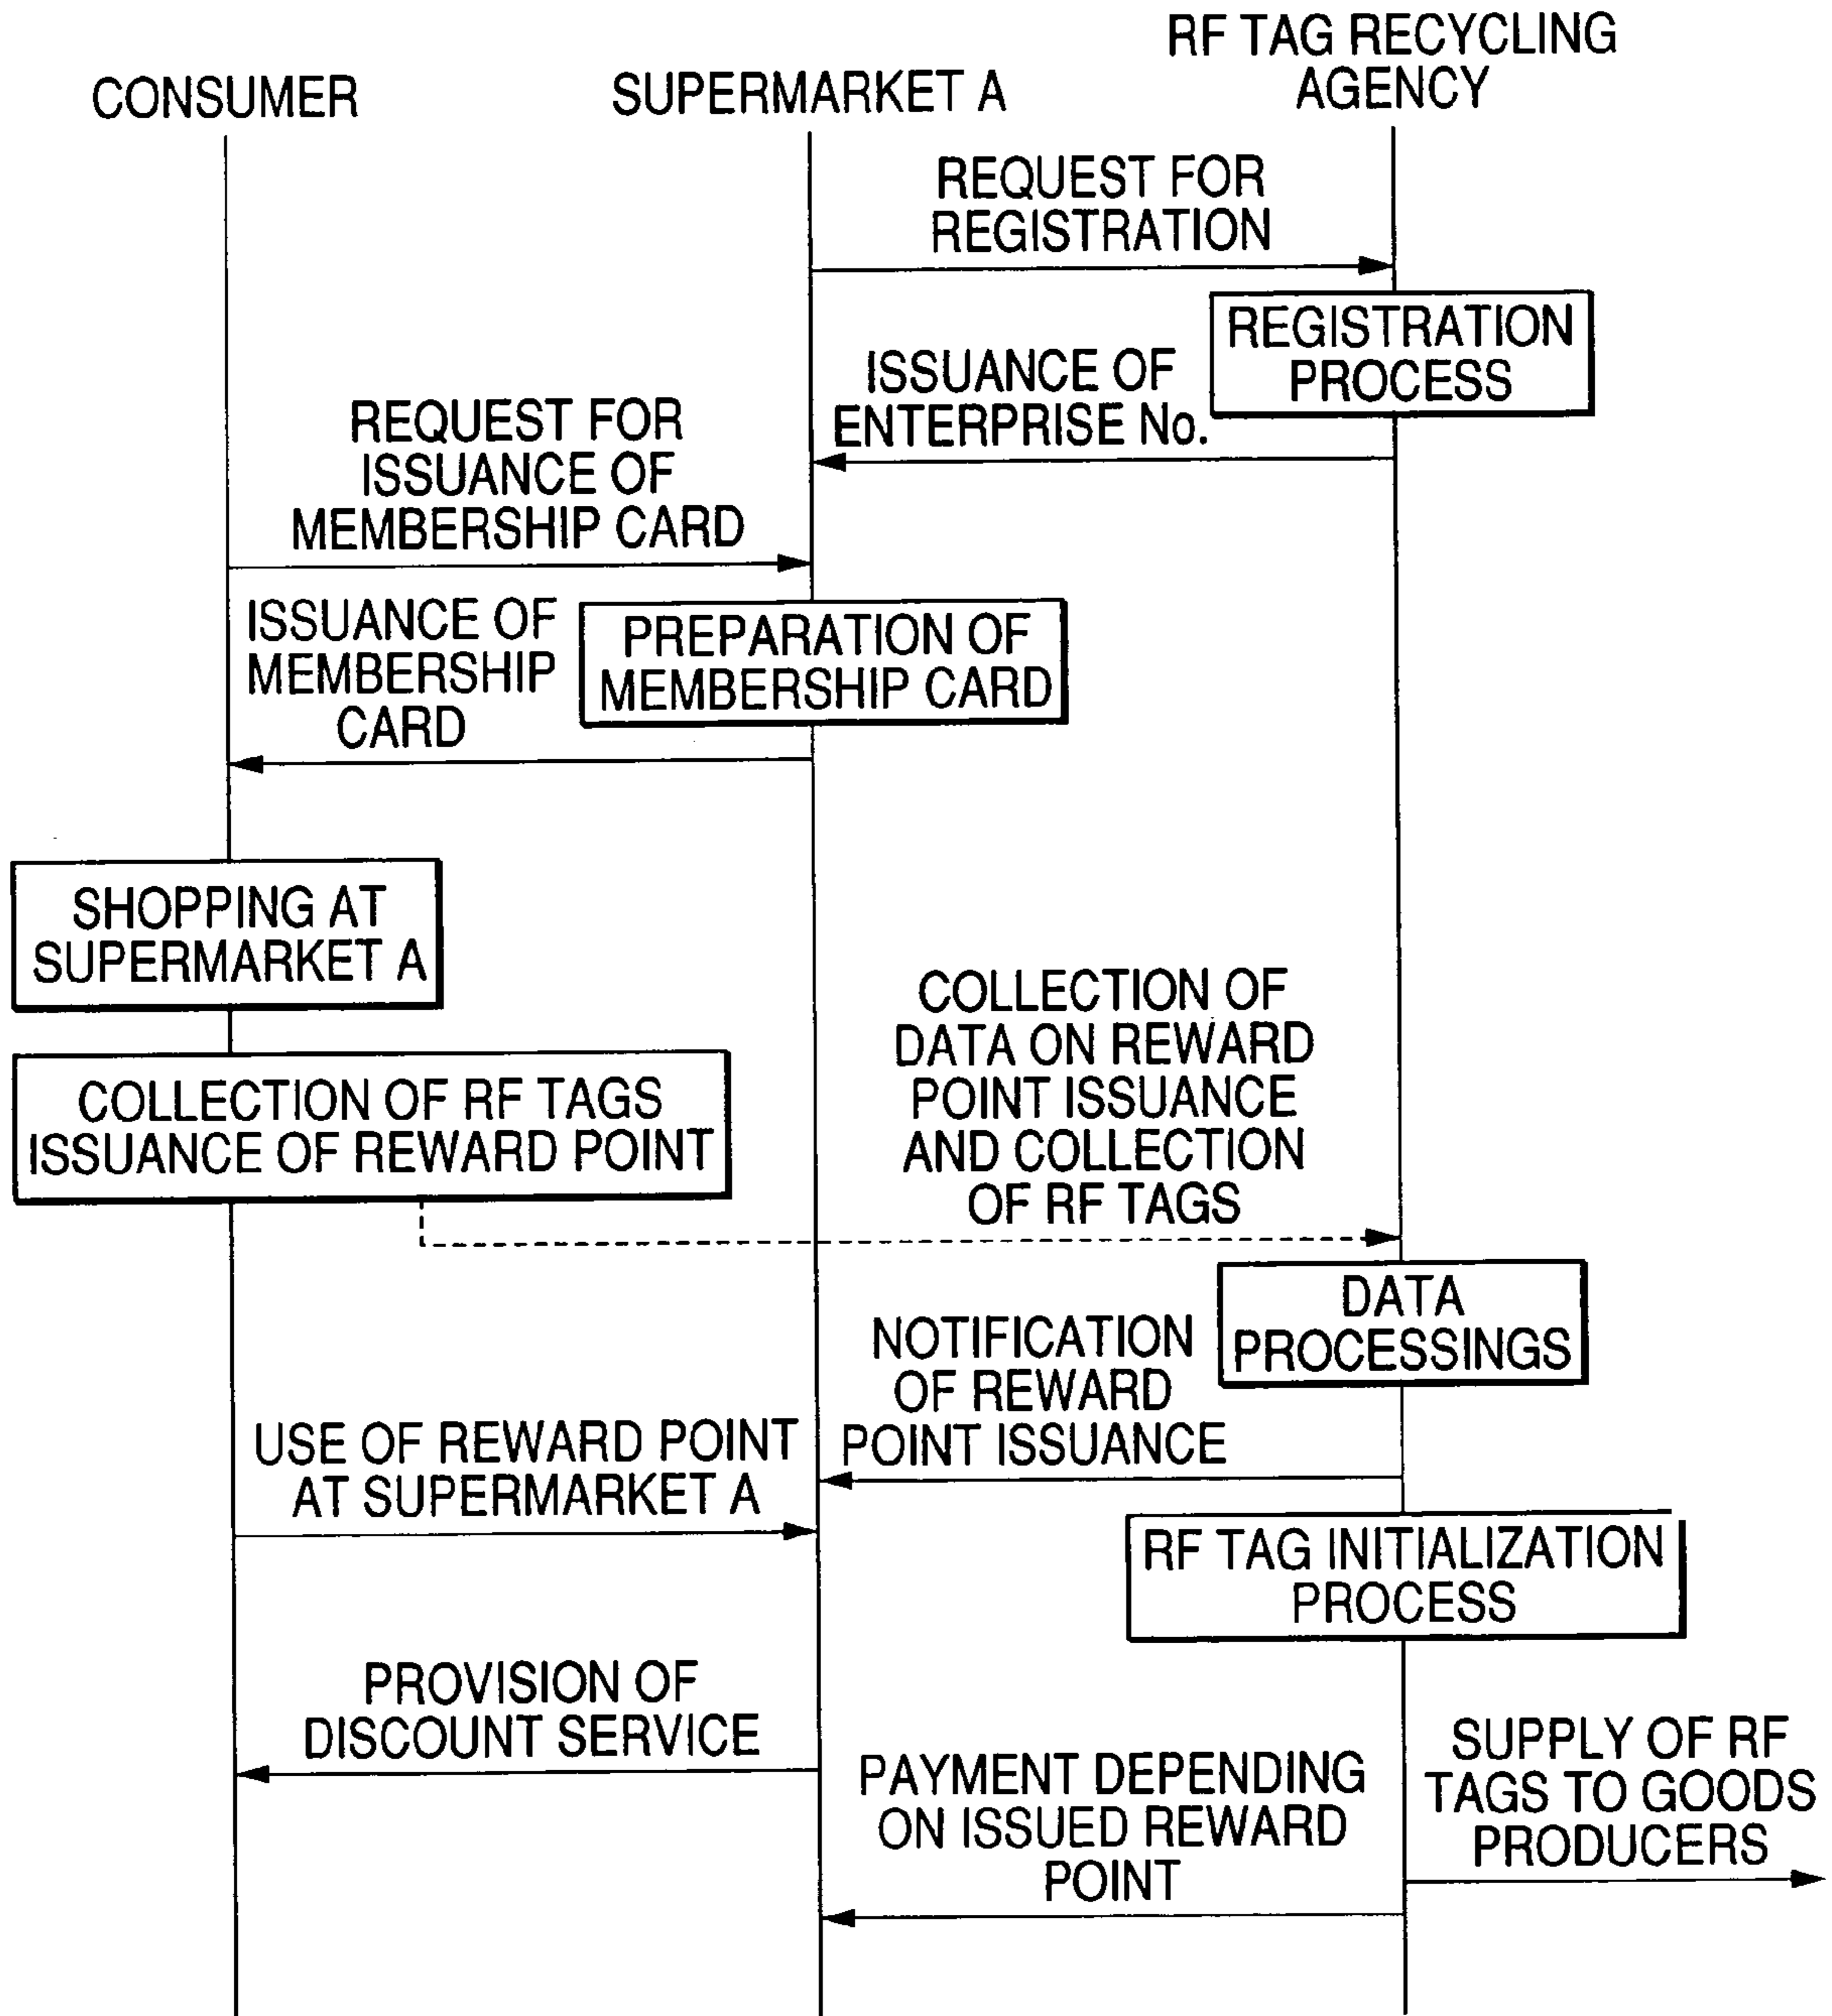 CONSUMER
SUPERMARKET A
RF TAG RECYCLING
AGENCY
REQUEST FOR
REGISTRATION
REGISTRATION
PROCESS
ISSUANCE OF
ENTERPRISE No.
REQUEST FOR
ISSUANCE OF
MEMBERSHIP CARD
PREPARATION OF
MEMBERSHIP CARD
ISSUANCE OF
MEMBERSHIP
CARD
SHOPPING AT
SUPERMARKET A
COLLECTION OF RF TAGS
ISSUANCE OF REWARD POINT
COLLECTION OF
DATA ON REWARD
POINT ISSUANCE
AND COLLECTION
OF RF TAGS
DATA
PROCESSINGS
NOTIFICATION
OF REWARD
POINT ISSUANCE
USE OF REWARD POINT
AT SUPERMARKET A
RF TAG INITIALIZATION
PROCESS
PROVISION OF
DISCOUNT SERVICE
PAYMENT DEPENDING
ON ISSUED REWARD
POINT
SUPPLY OF RF
TAGS TO GOODS
PRODUCERS